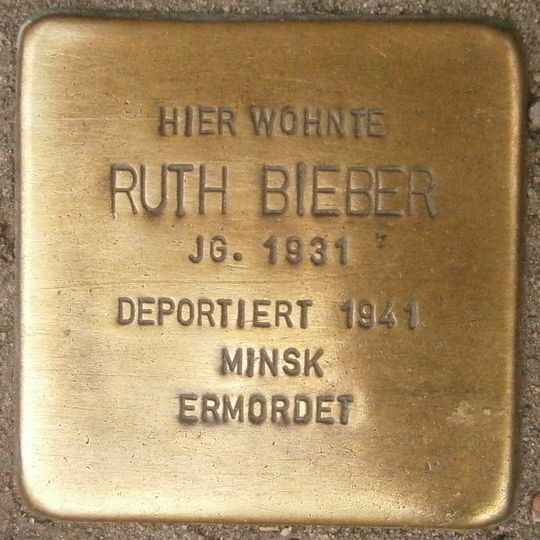 HIER WOHNTE
RUTH BIEBER
JG. 1931
DEPORTIERT 1941
MINSK
ERMORDET